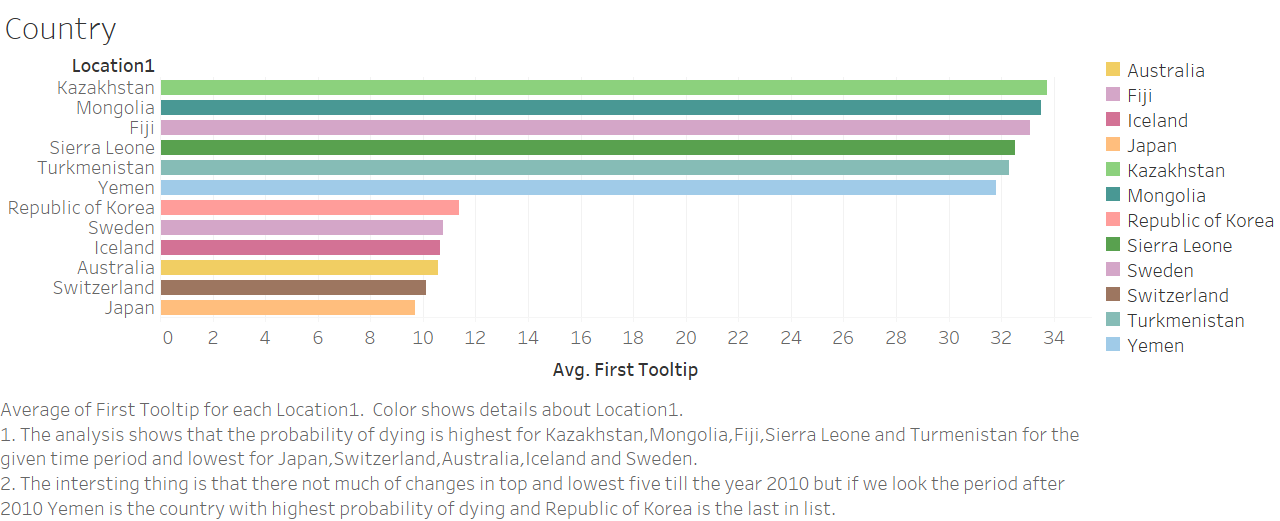 Country
Location1
Kazakhstan
Mongolia
Fiji
Sierra Leone
Turkmenistan
Yemen
Republic of Korea
Sweden
Iceland
Australia
Switzerland
Japan
0 2 4 6 8 10 12 14 16 18 20 22 24 26 28 30 32 34
Avg. First Tooltip
Australia
Fiji
Iceland
Japan
Kazakhstan
Mongolia
Republic of Korea
Sierra Leone
Sweden
Switzerland
Turkmenistan
Yemen
Average of First Tooltip for each Location1. Color shows details about Location1.
1. The analysis shows that the probability of dying is highest for Kazakhstan,Mongolia,Fiji,Sierra Leone and Turmenistan for the
given time period and lowest for Japan,Switzerland,Australia,Iceland and Sweden.
2. The intersting thing is that there not much of changes in top and lowest five till the year 2010 but if we look the period after
2010 Yemen is the country with highest probability of dying and Republic of Korea is the last in list.